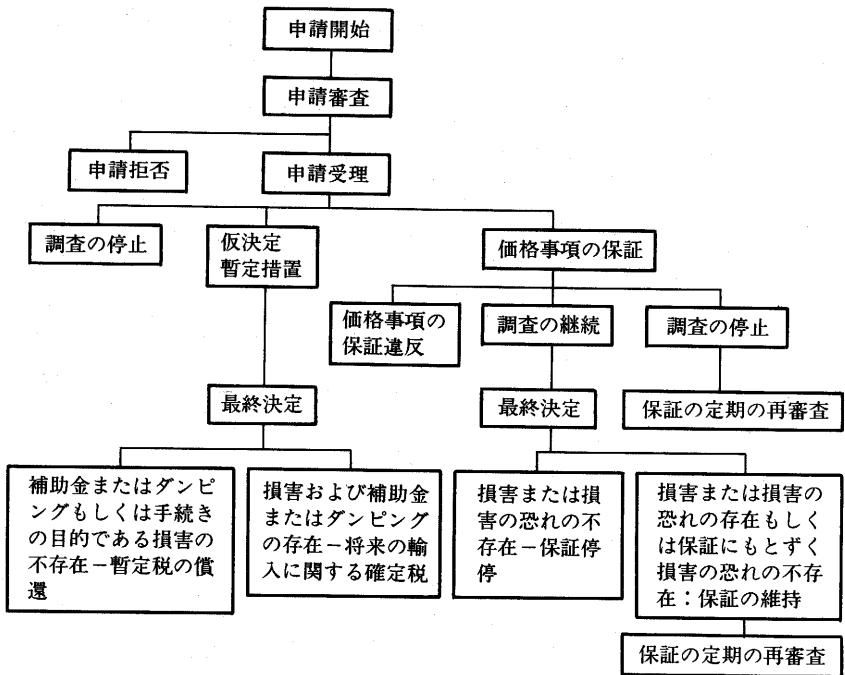 申請開始
申請審査
申請拒否
申請受理
調査の停止
仮決定
暫定措置
価格事項の保証
価格事項の
保証違反
調査の継続
調査の停止
最終決定
最終決定
保証の定期の再審査
補助金またはダンピ
ングもしくは手続き
の目的である損害の
不存在－暫定税の償
還
損害および補助金
またはダンピング
の存在－将来の輸
入に関する確定税
損害または損
害の恐れの不
存在－保証停
停
損害または損害の
恐れの存在もしく
は保証にもとずく
損害の恐れの不存
在：保証の維持
保証の定期の再審査